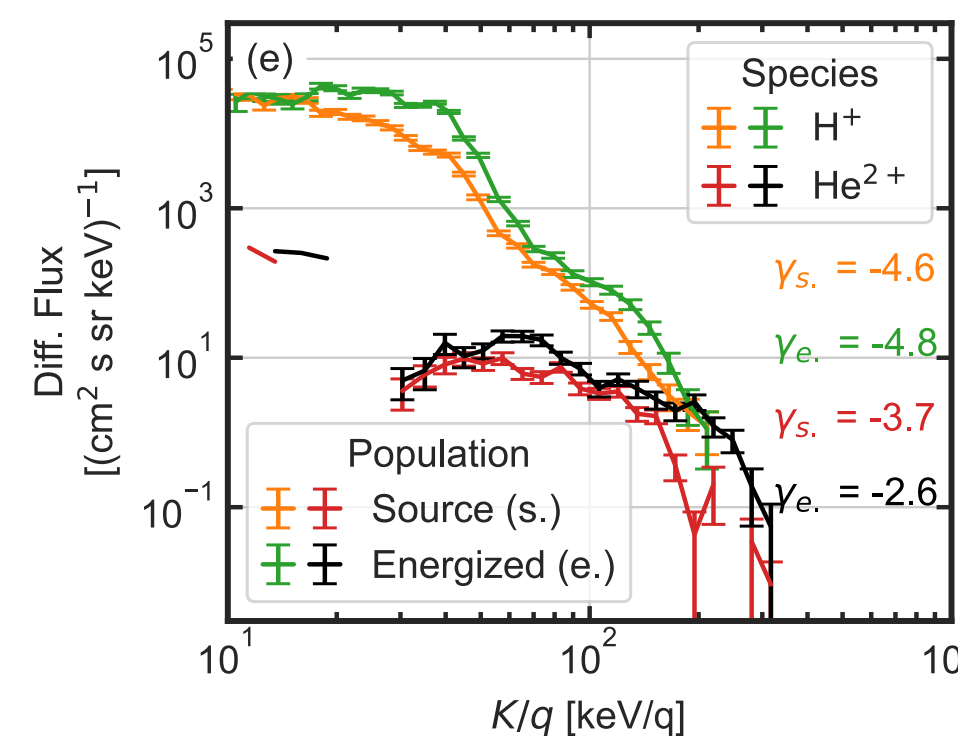 (e)
10^5
10^3
10^1
10^−1
Diff. Flux
[(cm^2 s sr keV)^−1]
Species
H^+
He^2+
γ_s. = -4.6
γ_e. = -4.8
γ_s. = -3.7
γ_e. = -2.6
Population
Source (s.)
Energized (e.)
10^1
10^2
10
K/q [keV/q]